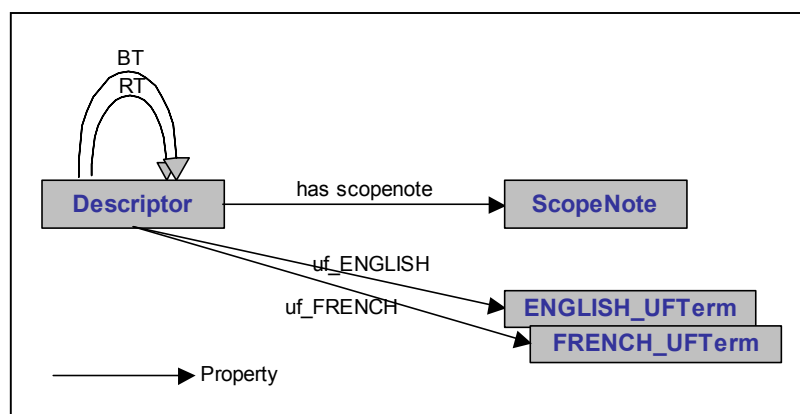 BT
RT
Descriptor
has scopenote
ScopeNote
uf_ENGLISH
uf_FRENCH
ENGLISH_UFTerm
FRENCH_UFTerm
Property